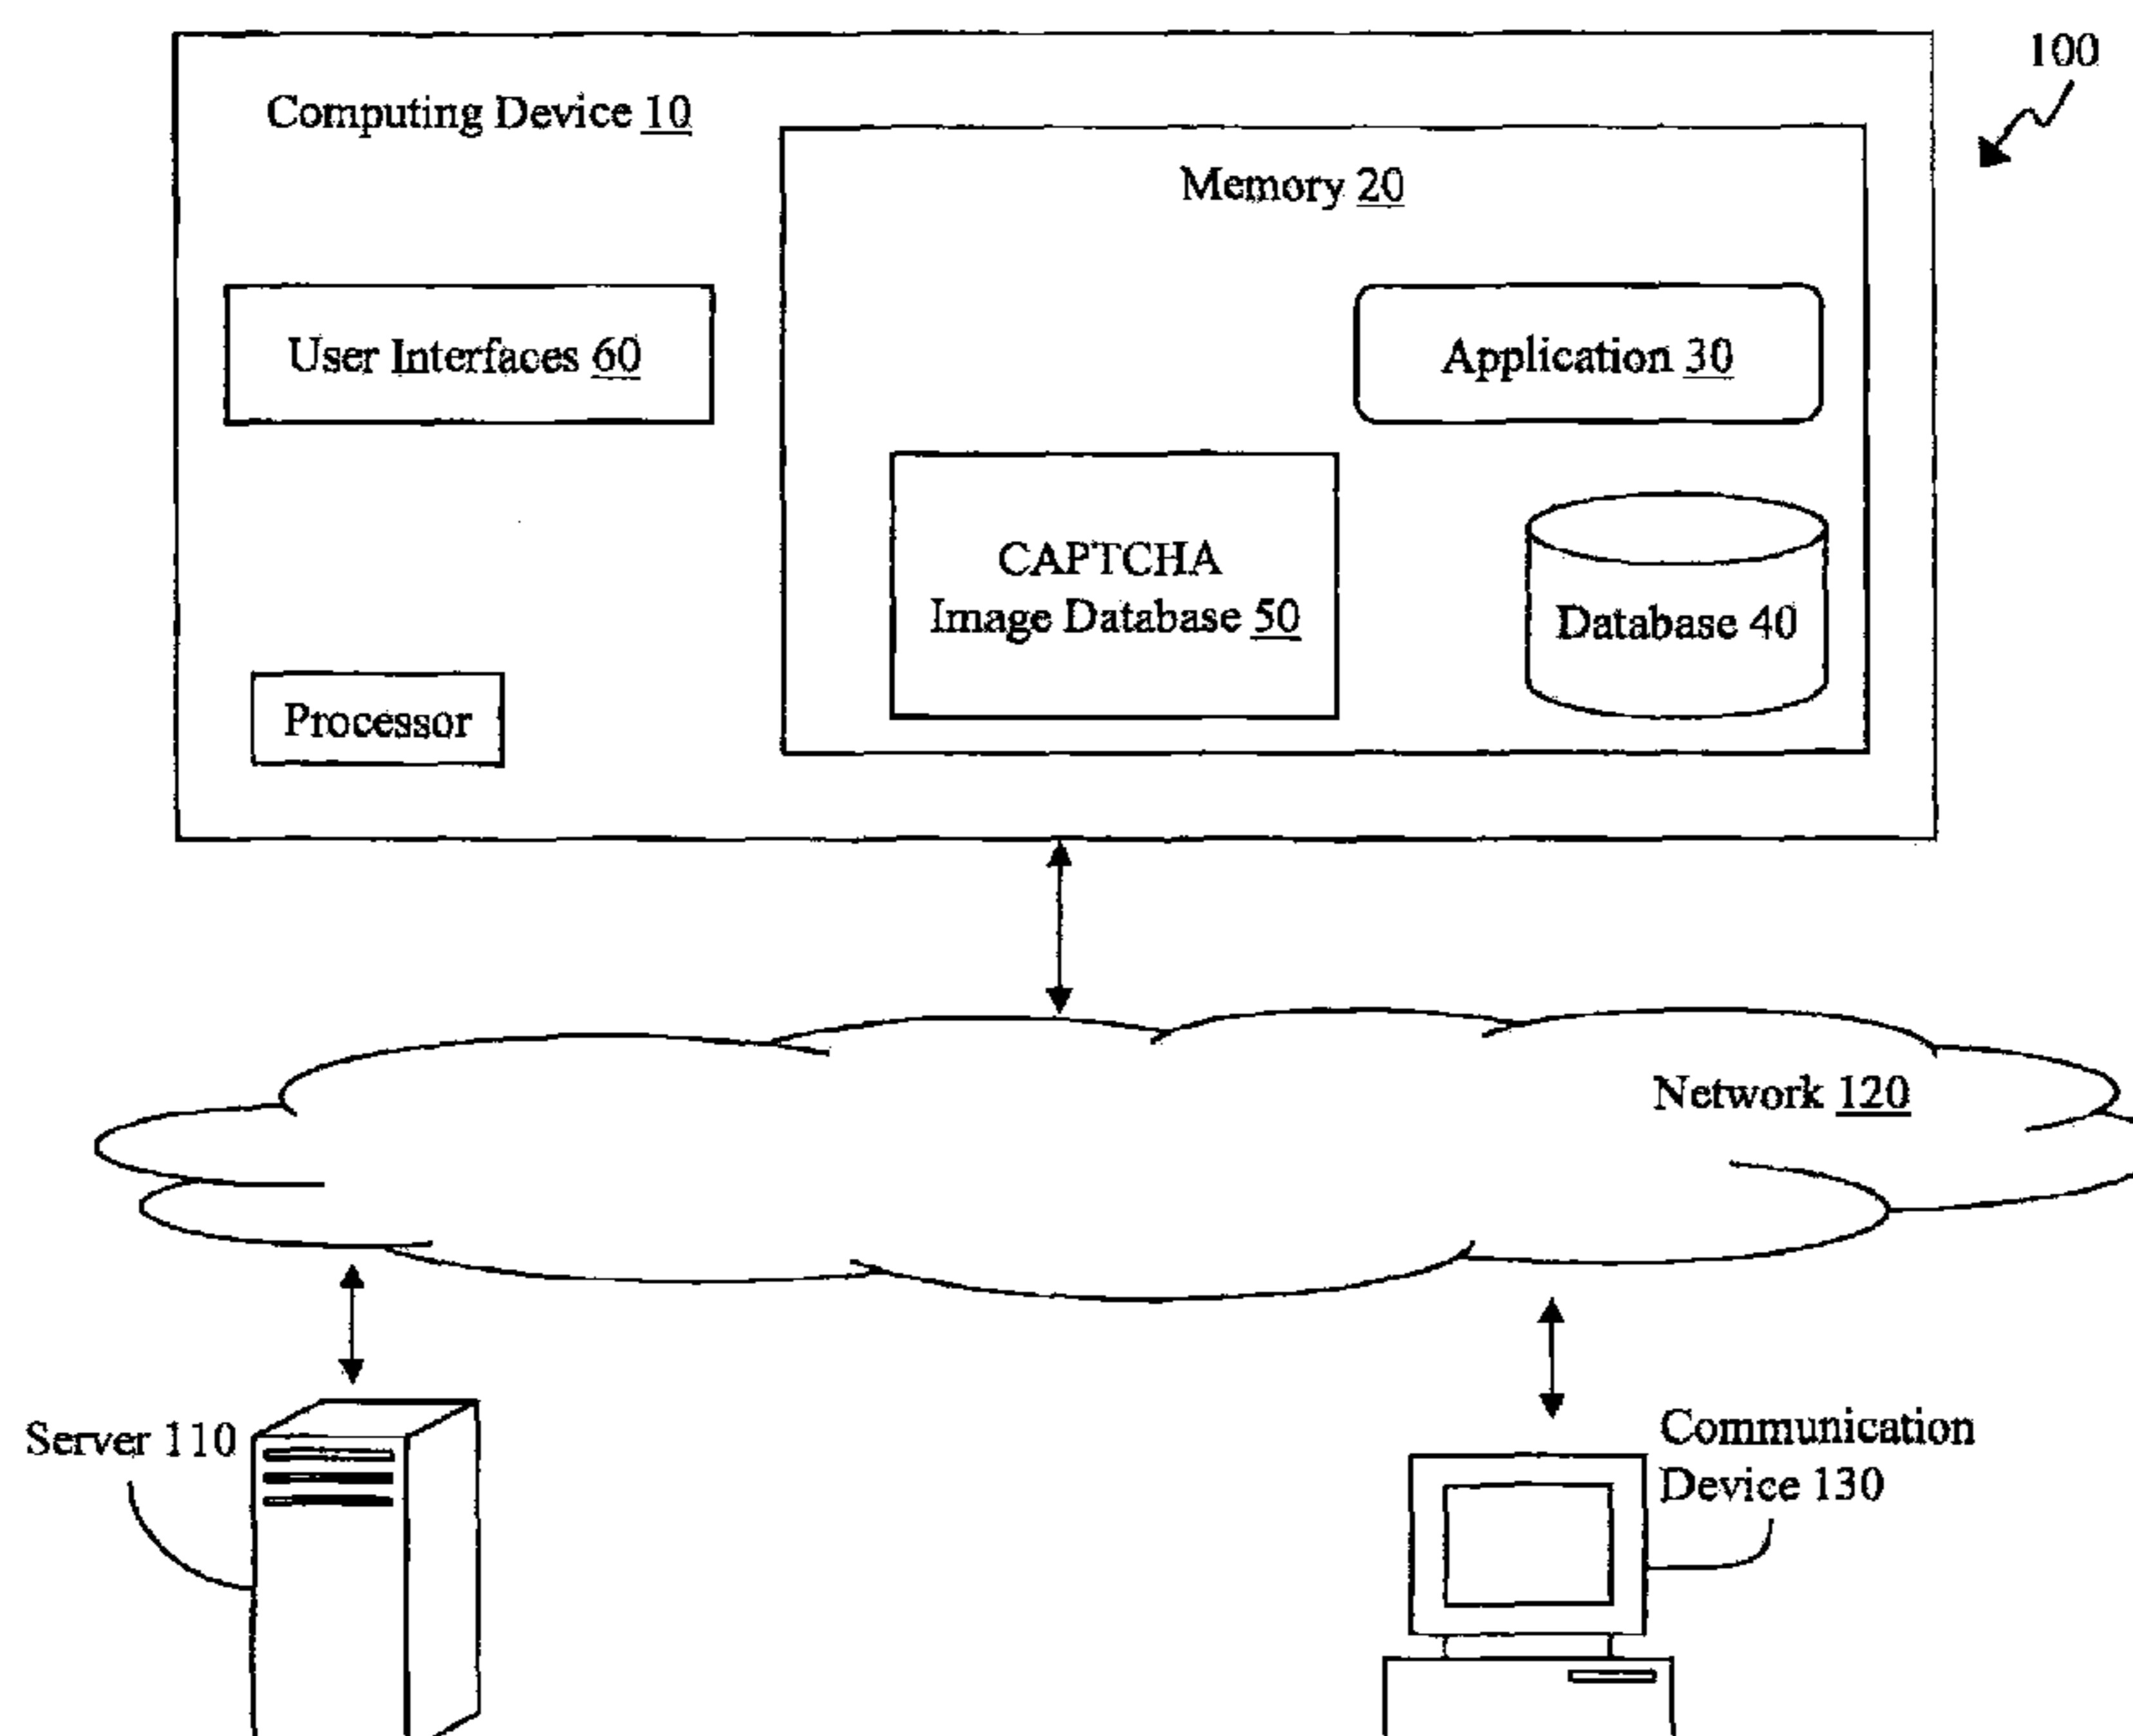 100
Computing Device 10
Memory 20
User Interfaces 60
Application 30
CAPTCHA
Image Database 50
Database 40
Processor
Network 120
Server 110
Communication
Device 130